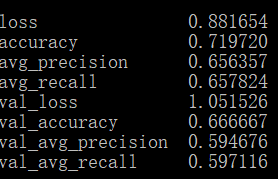 loss 0.881654
accuracy 0.719720
avg_precision 0.656357
avg_recall 0.657824
val_loss 1.051526
val_accuracy 0.666667
val_avg_precision 0.594676
val_avg_recall 0.597116